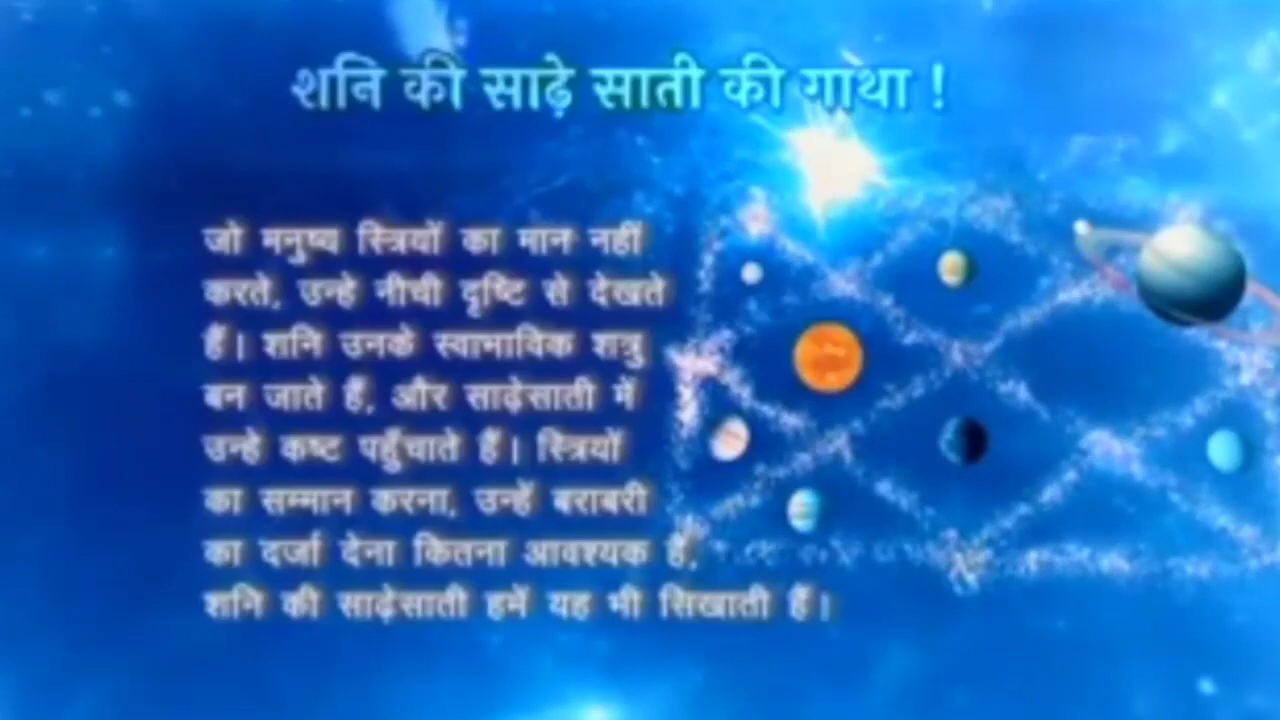 शनि की साढ़े साती की गाथा !
जो मनुष्य स्त्रियों का मान नहीं
करते, उन्हे नीची दृष्टि से देखते
हैं। शनि उनके स्वाभाविक शत्रु
बन जाते हैं, और साढ़ेसाती में
उन्हे कष्ट पहुँचाते हैं। स्त्रियों
का सम्मान करना, उन्हें बराबरी
का दर्जा देना कितना आवश्यक है,
शनि की साढ़ेसाती हमें यह भी सिखाती हैं।